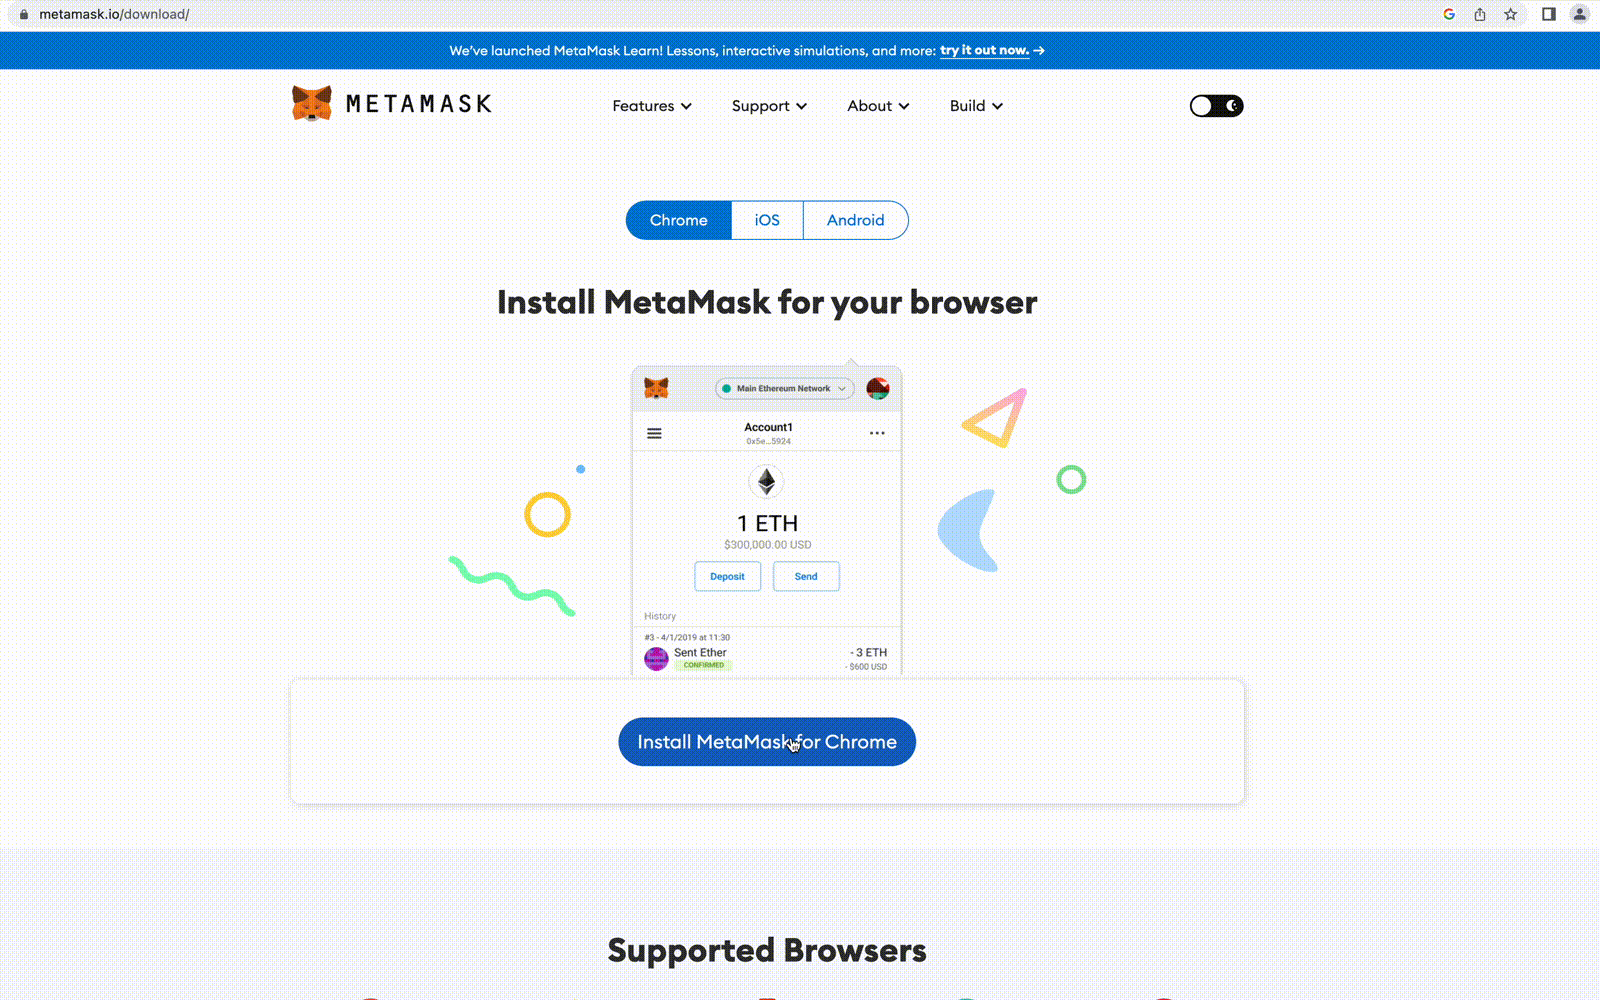 metamask.io/download/
We've launched MetaMask Learn! Lessons, interactive simulations, and more: try it out now. →
METAMASK
Features
Support
About
Build
Chrome
iOS
Android
Install MetaMask for your browser
Main Ethereum Network
Account1
0x5e...5924
1 ETH
$300,000.00 USD
Deposit
Send
History
#3 - 4/1/2019 at 11:30
Sent Ether
- 3 ETH
CONFIRMED
- $600 USD
Install MetaMask for Chrome
Supported Browsers